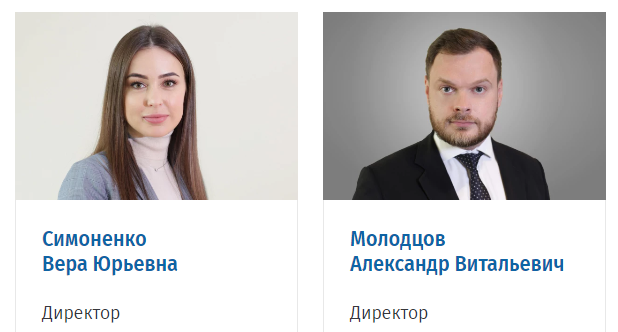 Симоненко
Вера Юрьевна
Директор
Молодцов
Александр Витальевич
Директор